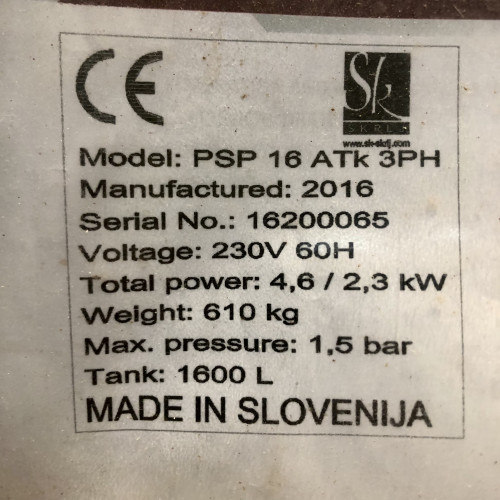 CE
Sk
SKRLJ
www.sk-skrlj.com
Model: PSP 16 ATk 3PH
Manufactured: 2016
Serial No.: 16200065
Voltage: 230V 60H
Total power: 4,6 / 2,3 kW
Weight: 610 kg
Max. pressure: 1,5 bar
Tank: 1600 L
MADE IN SLOVENIJA